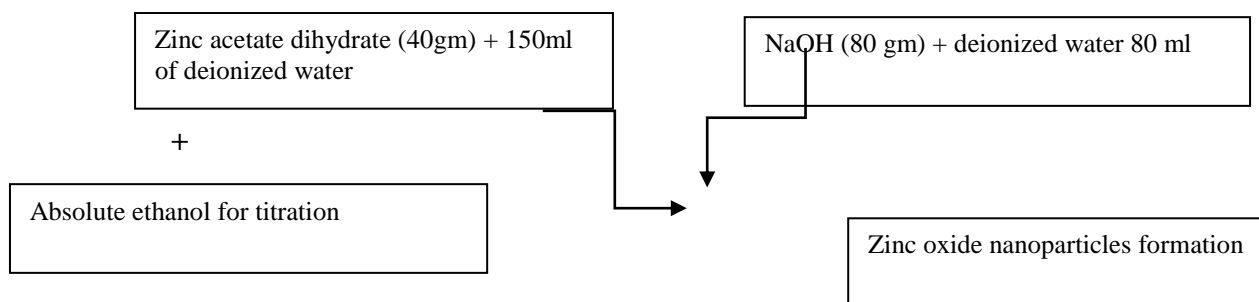 Zinc acetate dihydrate (40gm) + 150ml
of deionized water
NaOH (80 gm) + deionized water 80 ml
+
Absolute ethanol for titration
Zinc oxide nanoparticles formation